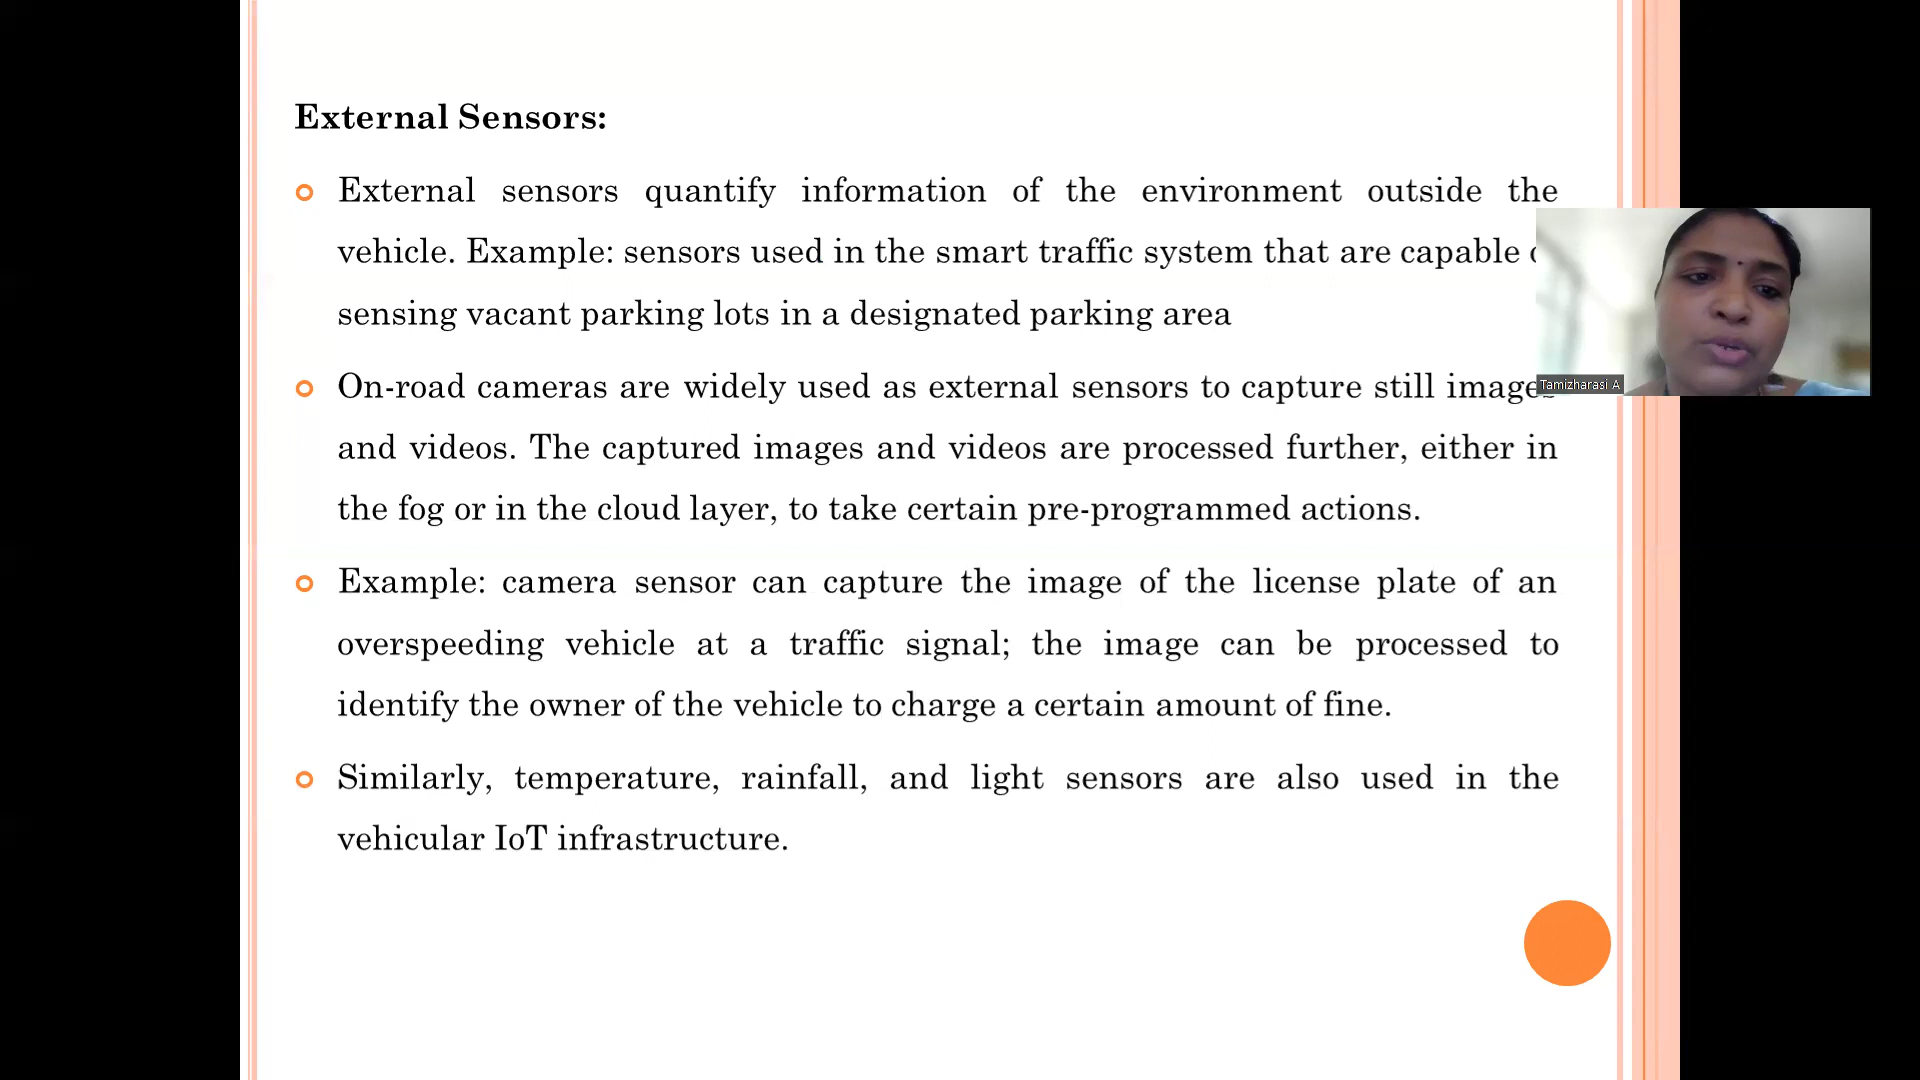 External Sensors:
External sensors quantify information of the environment outside the
vehicle. Example: sensors used in the smart traffic system that are capable
sensing vacant parking lots in a designated parking area
On-road cameras are widely used as external sensors to capture still images
and videos. The captured images and videos are processed further, either in
the fog or in the cloud layer, to take certain pre-programmed actions.
Example: camera sensor can capture the image of the license plate of an
overspeeding vehicle at a traffic signal; the image can be processed to
identify the owner of the vehicle to charge a certain amount of fine.
Similarly, temperature, rainfall, and light sensors are also used in the
vehicular IoT infrastructure.
Tamizharasi A